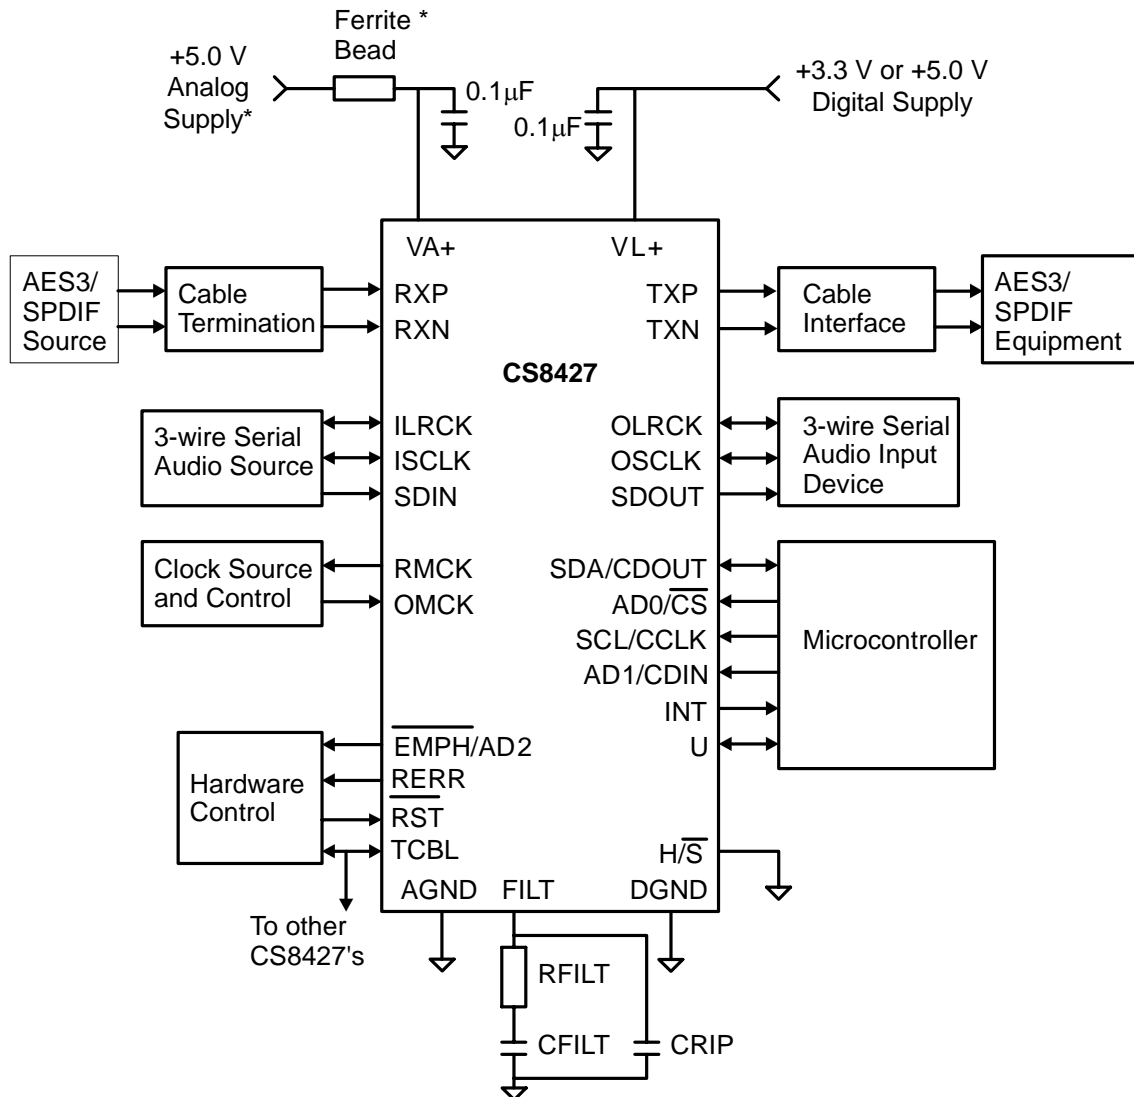 Ferrite *
Bead
+5.0 V
Analog
Supply*
0.1μF
0.1μF
+3.3 V or +5.0 V
Digital Supply
VA+
VL+
AES3/
SPDIF
Source
Cable
Termination
RXP
RXN
TXP
TXN
Cable
Interface
AES3/
SPDIF
Equipment
CS8427
3-wire Serial
Audio Source
ILRCK
ISCLK
SDIN
OLRCK
OSCLK
SDOUT
3-wire Serial
Audio Input
Device
Clock Source
and Control
RMCK
OMCK
SDA/CDOUT
AD0/C̅S̅
SCL/CCLK
AD1/CDIN
INT
U
Microcontroller
Hardware
Control
E̅M̅P̅H̅/AD2
RERR
R̅S̅T̅
TCBL
H/S̅
AGND
FILT
DGND
To other
CS8427's
RFILT
CFILT
CRIP